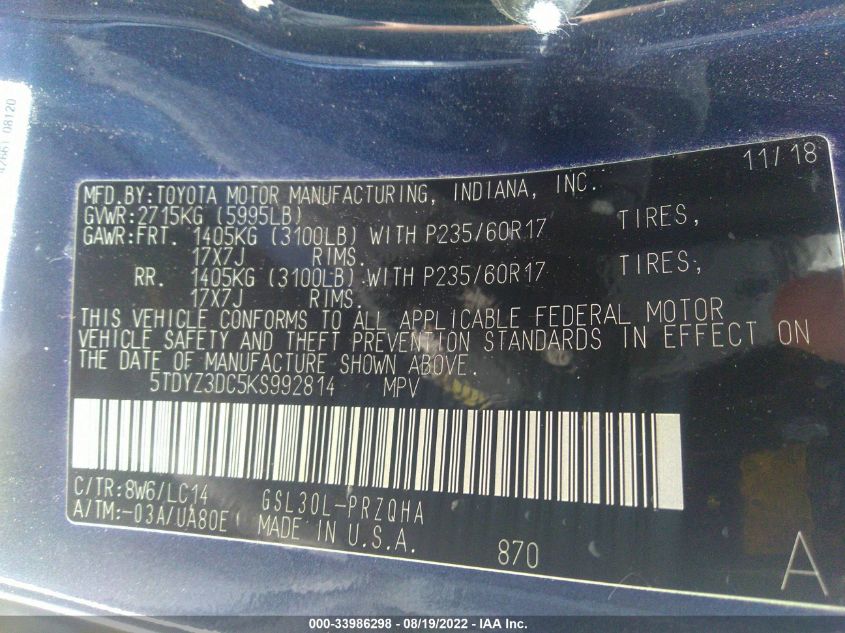 47661 08120
11/18
MFD.BY:TOYOTA MOTOR MANUFACTURING, INDIANA, INC.
GVWR:2715KG (5995LB)
GAWR:FRT. 1405KG (3100LB) WITH P235/60R17 TIRES,
17X7J RIMS.
RR. 1405KG (3100LB) WITH P235/60R17 TIRES,
17X7J RIMS.
THIS VEHICLE CONFORMS TO ALL APPLICABLE FEDERAL MOTOR
VEHICLE SAFETY AND THEFT PREVENTION STANDARDS IN EFFECT ON
THE DATE OF MANUFACTURE SHOWN ABOVE.
5TDYZ3DC5KS992814 MPV
C/TR:8W6/LC14 GSL30L-PRZQHA
A/TM:-03A/UA80E MADE IN U.S.A. 870
A
000-33986298 - 08/19/2022 - IAA Inc.